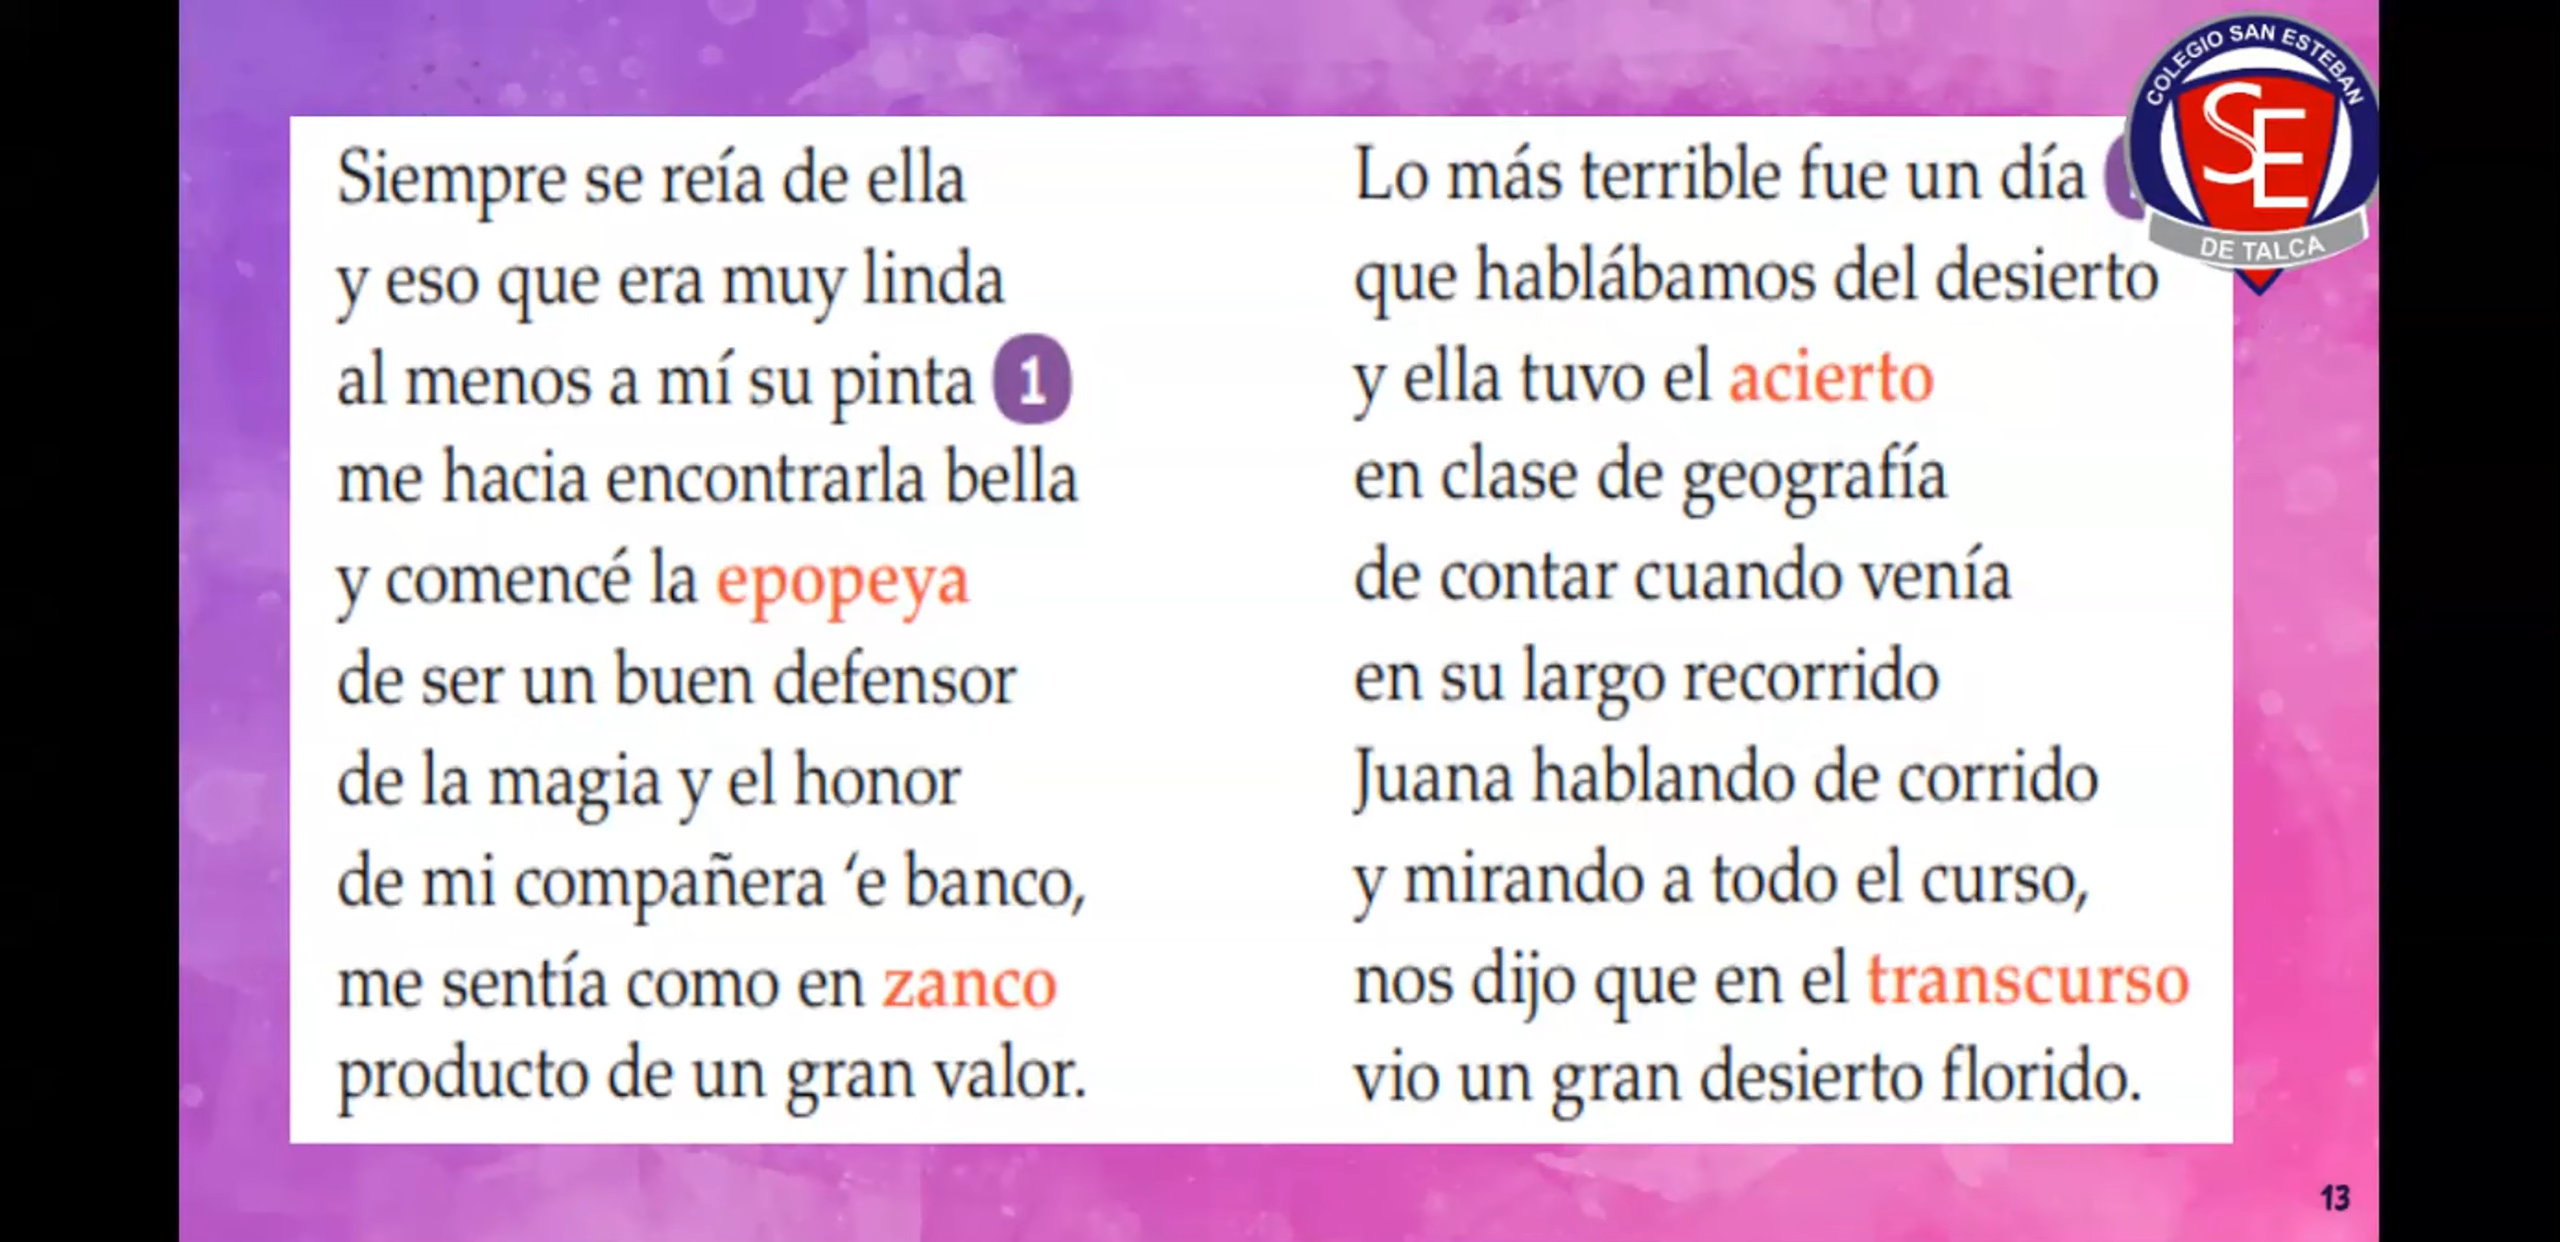 COLEGIO SAN ESTEBAN
SE
DE TALCA
Siempre se reía de ella
y eso que era muy linda
al menos a mí su pinta 1
me hacia encontrarla bella
y comencé la epopeya
de ser un buen defensor
de la magia y el honor
de mi compañera ‘e banco,
me sentía como en zanco
producto de un gran valor.
Lo más terrible fue un día
que hablábamos del desierto
y ella tuvo el acierto
en clase de geografía
de contar cuando venía
en su largo recorrido
Juana hablando de corrido
y mirando a todo el curso,
nos dijo que en el transcurso
vio un gran desierto florido.
13